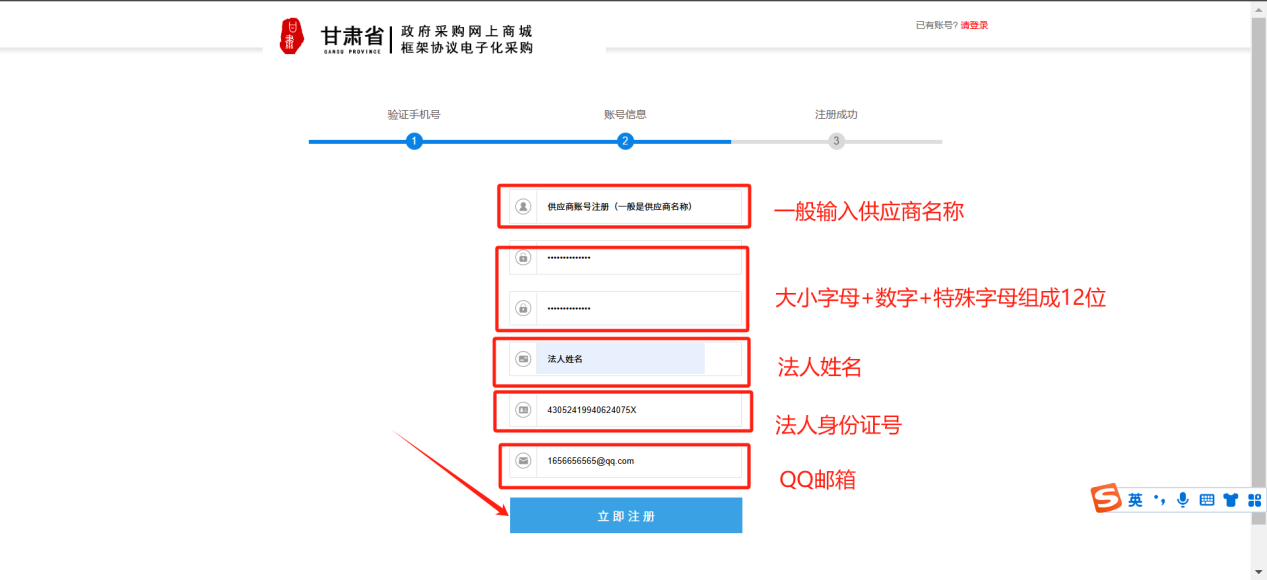 已有账号? 请登录
肃
甘肃省
GANSU PROVINCE
政府采购网上商城
框架协议电子化采购
验证手机号
账号信息
注册成功
1
2
3
供应商账号注册（一般是供应商名称）
一般输入供应商名称
••••••••••••••
大小字母+数字+特殊字母组成12位
••••••••••••••
法人姓名
法人姓名
43052419940624075X
法人身份证号
1656656565@qq.com
QQ邮箱
立即注册
S
英